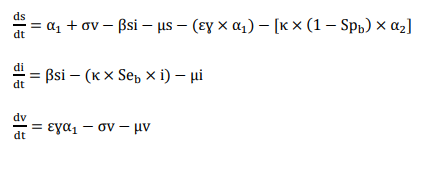 ds/dt = α₁ + σv − βsi − μs − (εγ × α₁) − [κ × (1 − Sp_b) × α₂]
di/dt = βsi − (κ × Se_b × i) − μi
dv/dt = εγα₁ − σv − μv